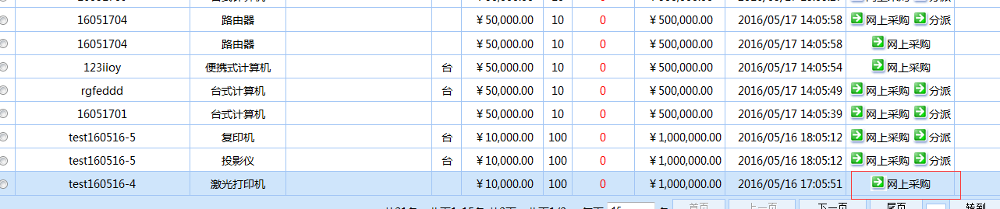 16051704 路由器 ¥50,000.00 10 0 ¥500,000.00 2016/05/17 14:05:58 网上采购 分派
16051704 路由器 ¥50,000.00 10 0 ¥500,000.00 2016/05/17 14:05:58 网上采购
123iioy 便携式计算机 台 ¥50,000.00 10 0 ¥500,000.00 2016/05/17 14:05:54 网上采购
rgfeddd 台式计算机 台 ¥50,000.00 10 0 ¥500,000.00 2016/05/17 14:05:49 网上采购 分派
16051701 台式计算机 ¥50,000.00 10 0 ¥500,000.00 2016/05/17 14:05:39 网上采购 分派
test160516-5 复印机 台 ¥10,000.00 100 0 ¥1,000,000.00 2016/05/16 18:05:12 网上采购 分派
test160516-5 投影仪 台 ¥10,000.00 100 0 ¥1,000,000.00 2016/05/16 18:05:12 网上采购 分派
test160516-4 激光打印机 ¥10,000.00 100 0 ¥1,000,000.00 2016/05/16 17:05:51 网上采购
首页 上一页 下一页 尾页 转到